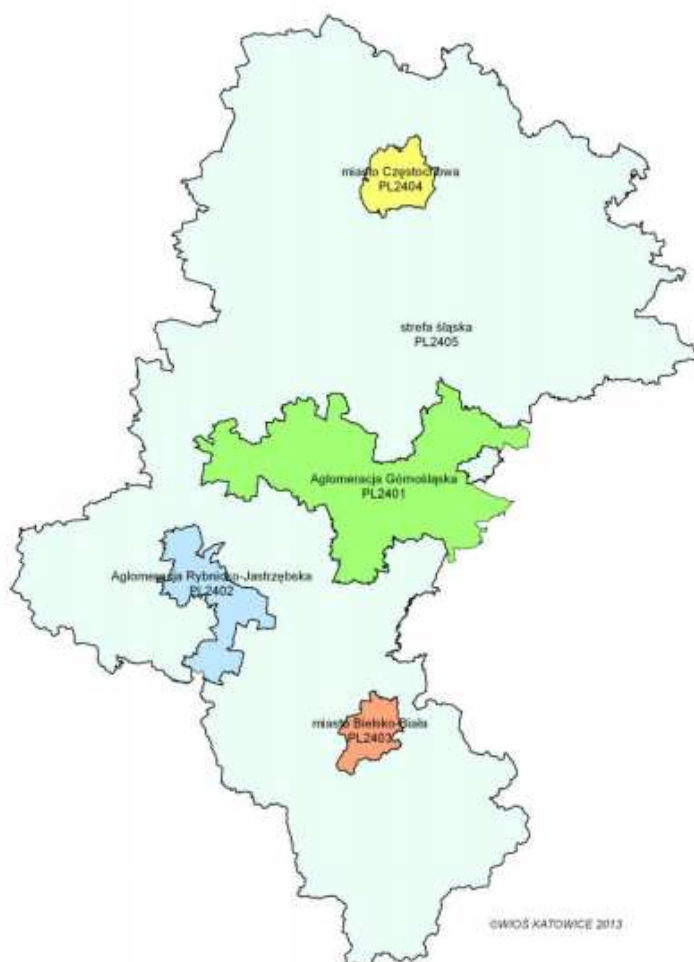 miasto Częstochowa
PL2404
strefa śląska
PL2405
Aglomeracja Górnośląska
PL2401
Aglomeracja Rybnicko-Jastrzębska
PL2402
miasto Bielsko-Biała
PL2403
©WIOŚ KATOWICE 2013